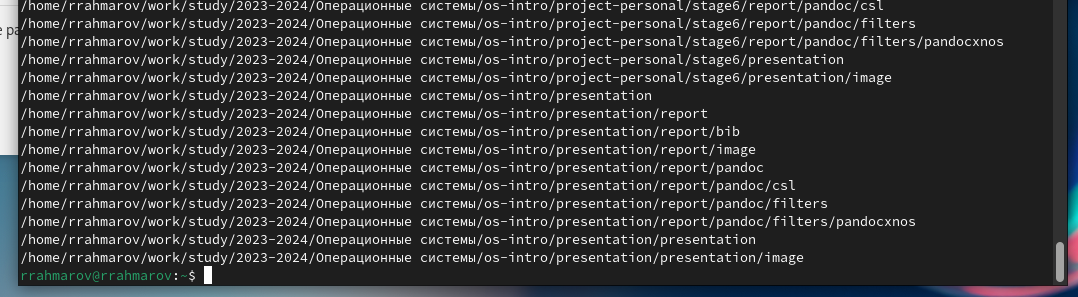 /home/rrahmarov/work/study/2023-2024/Операционные системы/os-intro/project-personal/stage6/report/pandoc/csl
/home/rrahmarov/work/study/2023-2024/Операционные системы/os-intro/project-personal/stage6/report/pandoc/filters
/home/rrahmarov/work/study/2023-2024/Операционные системы/os-intro/project-personal/stage6/report/pandoc/filters/pandocxnos
/home/rrahmarov/work/study/2023-2024/Операционные системы/os-intro/project-personal/stage6/presentation
/home/rrahmarov/work/study/2023-2024/Операционные системы/os-intro/project-personal/stage6/presentation/image
/home/rrahmarov/work/study/2023-2024/Операционные системы/os-intro/presentation
/home/rrahmarov/work/study/2023-2024/Операционные системы/os-intro/presentation/report
/home/rrahmarov/work/study/2023-2024/Операционные системы/os-intro/presentation/report/bib
/home/rrahmarov/work/study/2023-2024/Операционные системы/os-intro/presentation/report/image
/home/rrahmarov/work/study/2023-2024/Операционные системы/os-intro/presentation/report/pandoc
/home/rrahmarov/work/study/2023-2024/Операционные системы/os-intro/presentation/report/pandoc/csl
/home/rrahmarov/work/study/2023-2024/Операционные системы/os-intro/presentation/report/pandoc/filters
/home/rrahmarov/work/study/2023-2024/Операционные системы/os-intro/presentation/report/pandoc/filters/pandocxnos
/home/rrahmarov/work/study/2023-2024/Операционные системы/os-intro/presentation/presentation
/home/rrahmarov/work/study/2023-2024/Операционные системы/os-intro/presentation/presentation/image
rrahmarov@rrahmarov:~$